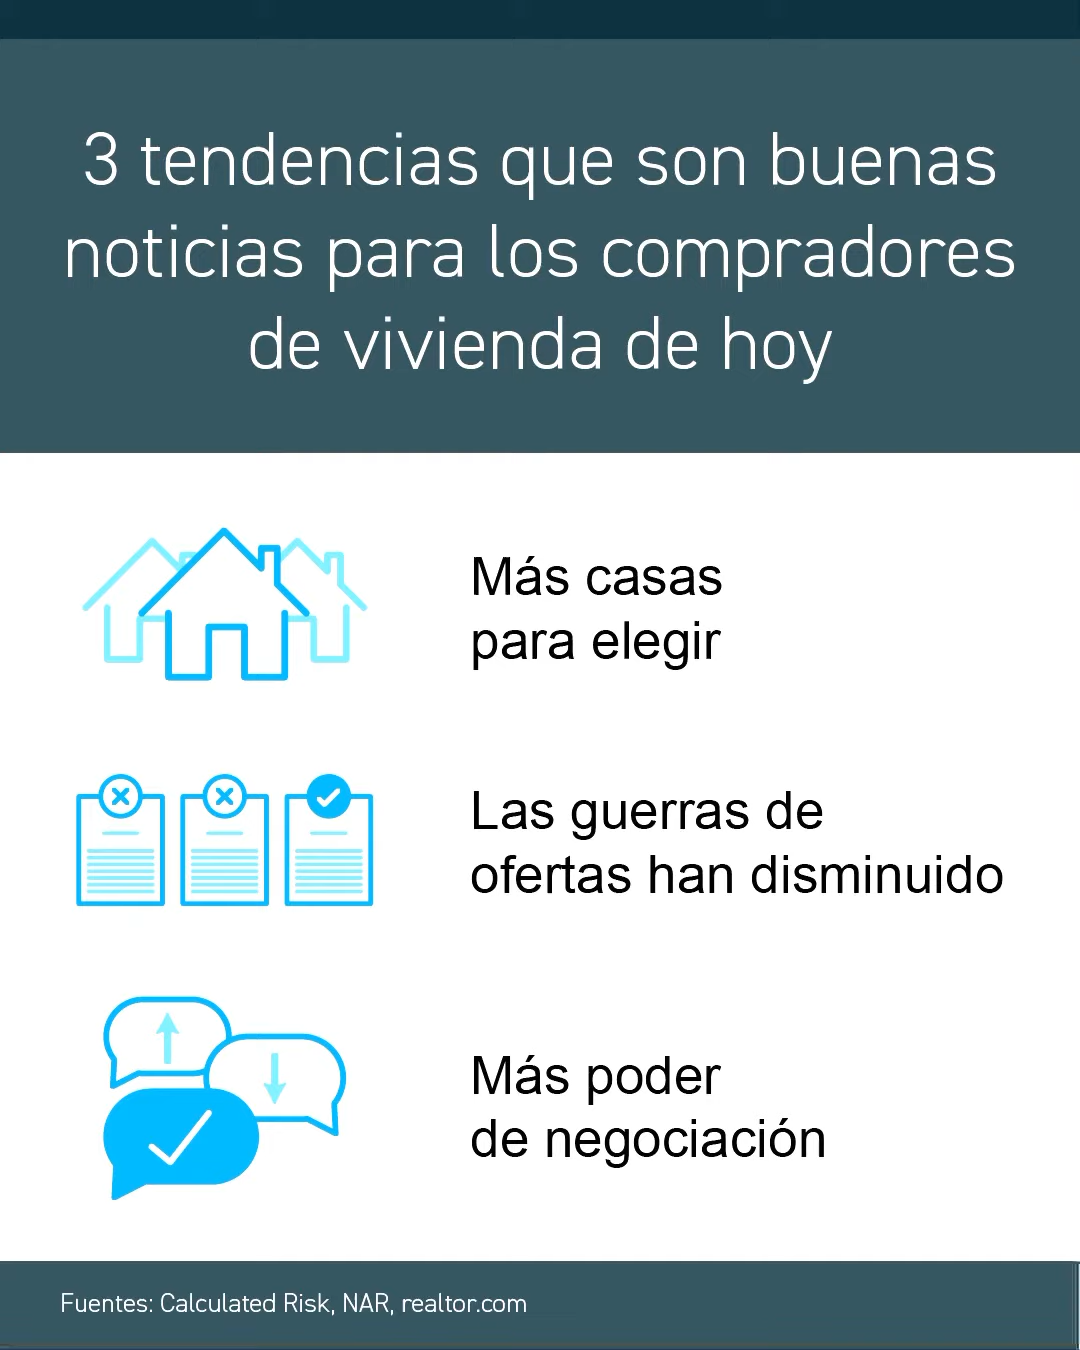 3 tendencias que son buenas
noticias para los compradores
de vivienda de hoy
Más casas
para elegir
Las guerras de
ofertas han disminuido
Más poder
de negociación
Fuentes: Calculated Risk, NAR, realtor.com